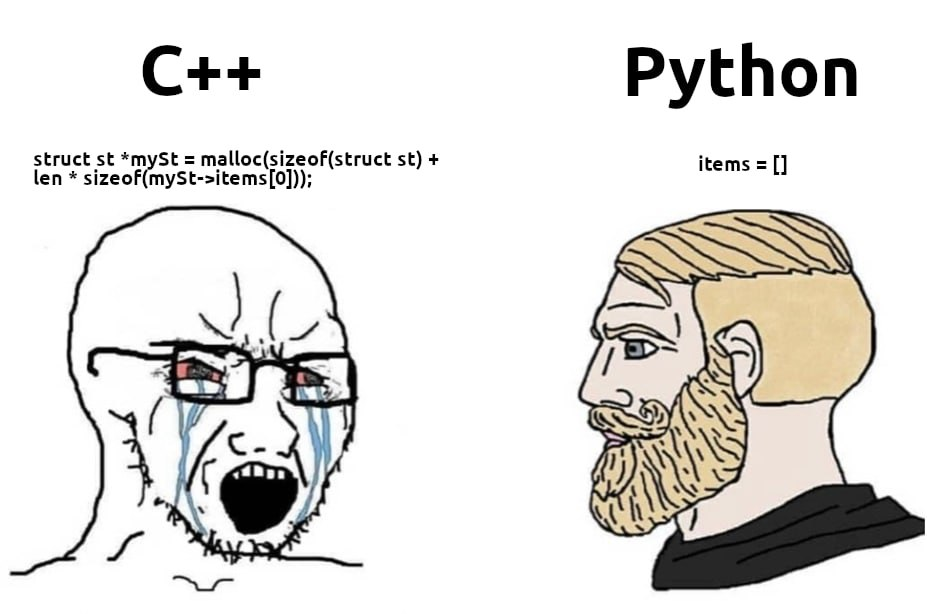 C++
Python
struct st *mySt = malloc(sizeof(struct st) +
len * sizeof(mySt->items[0]));
items = []